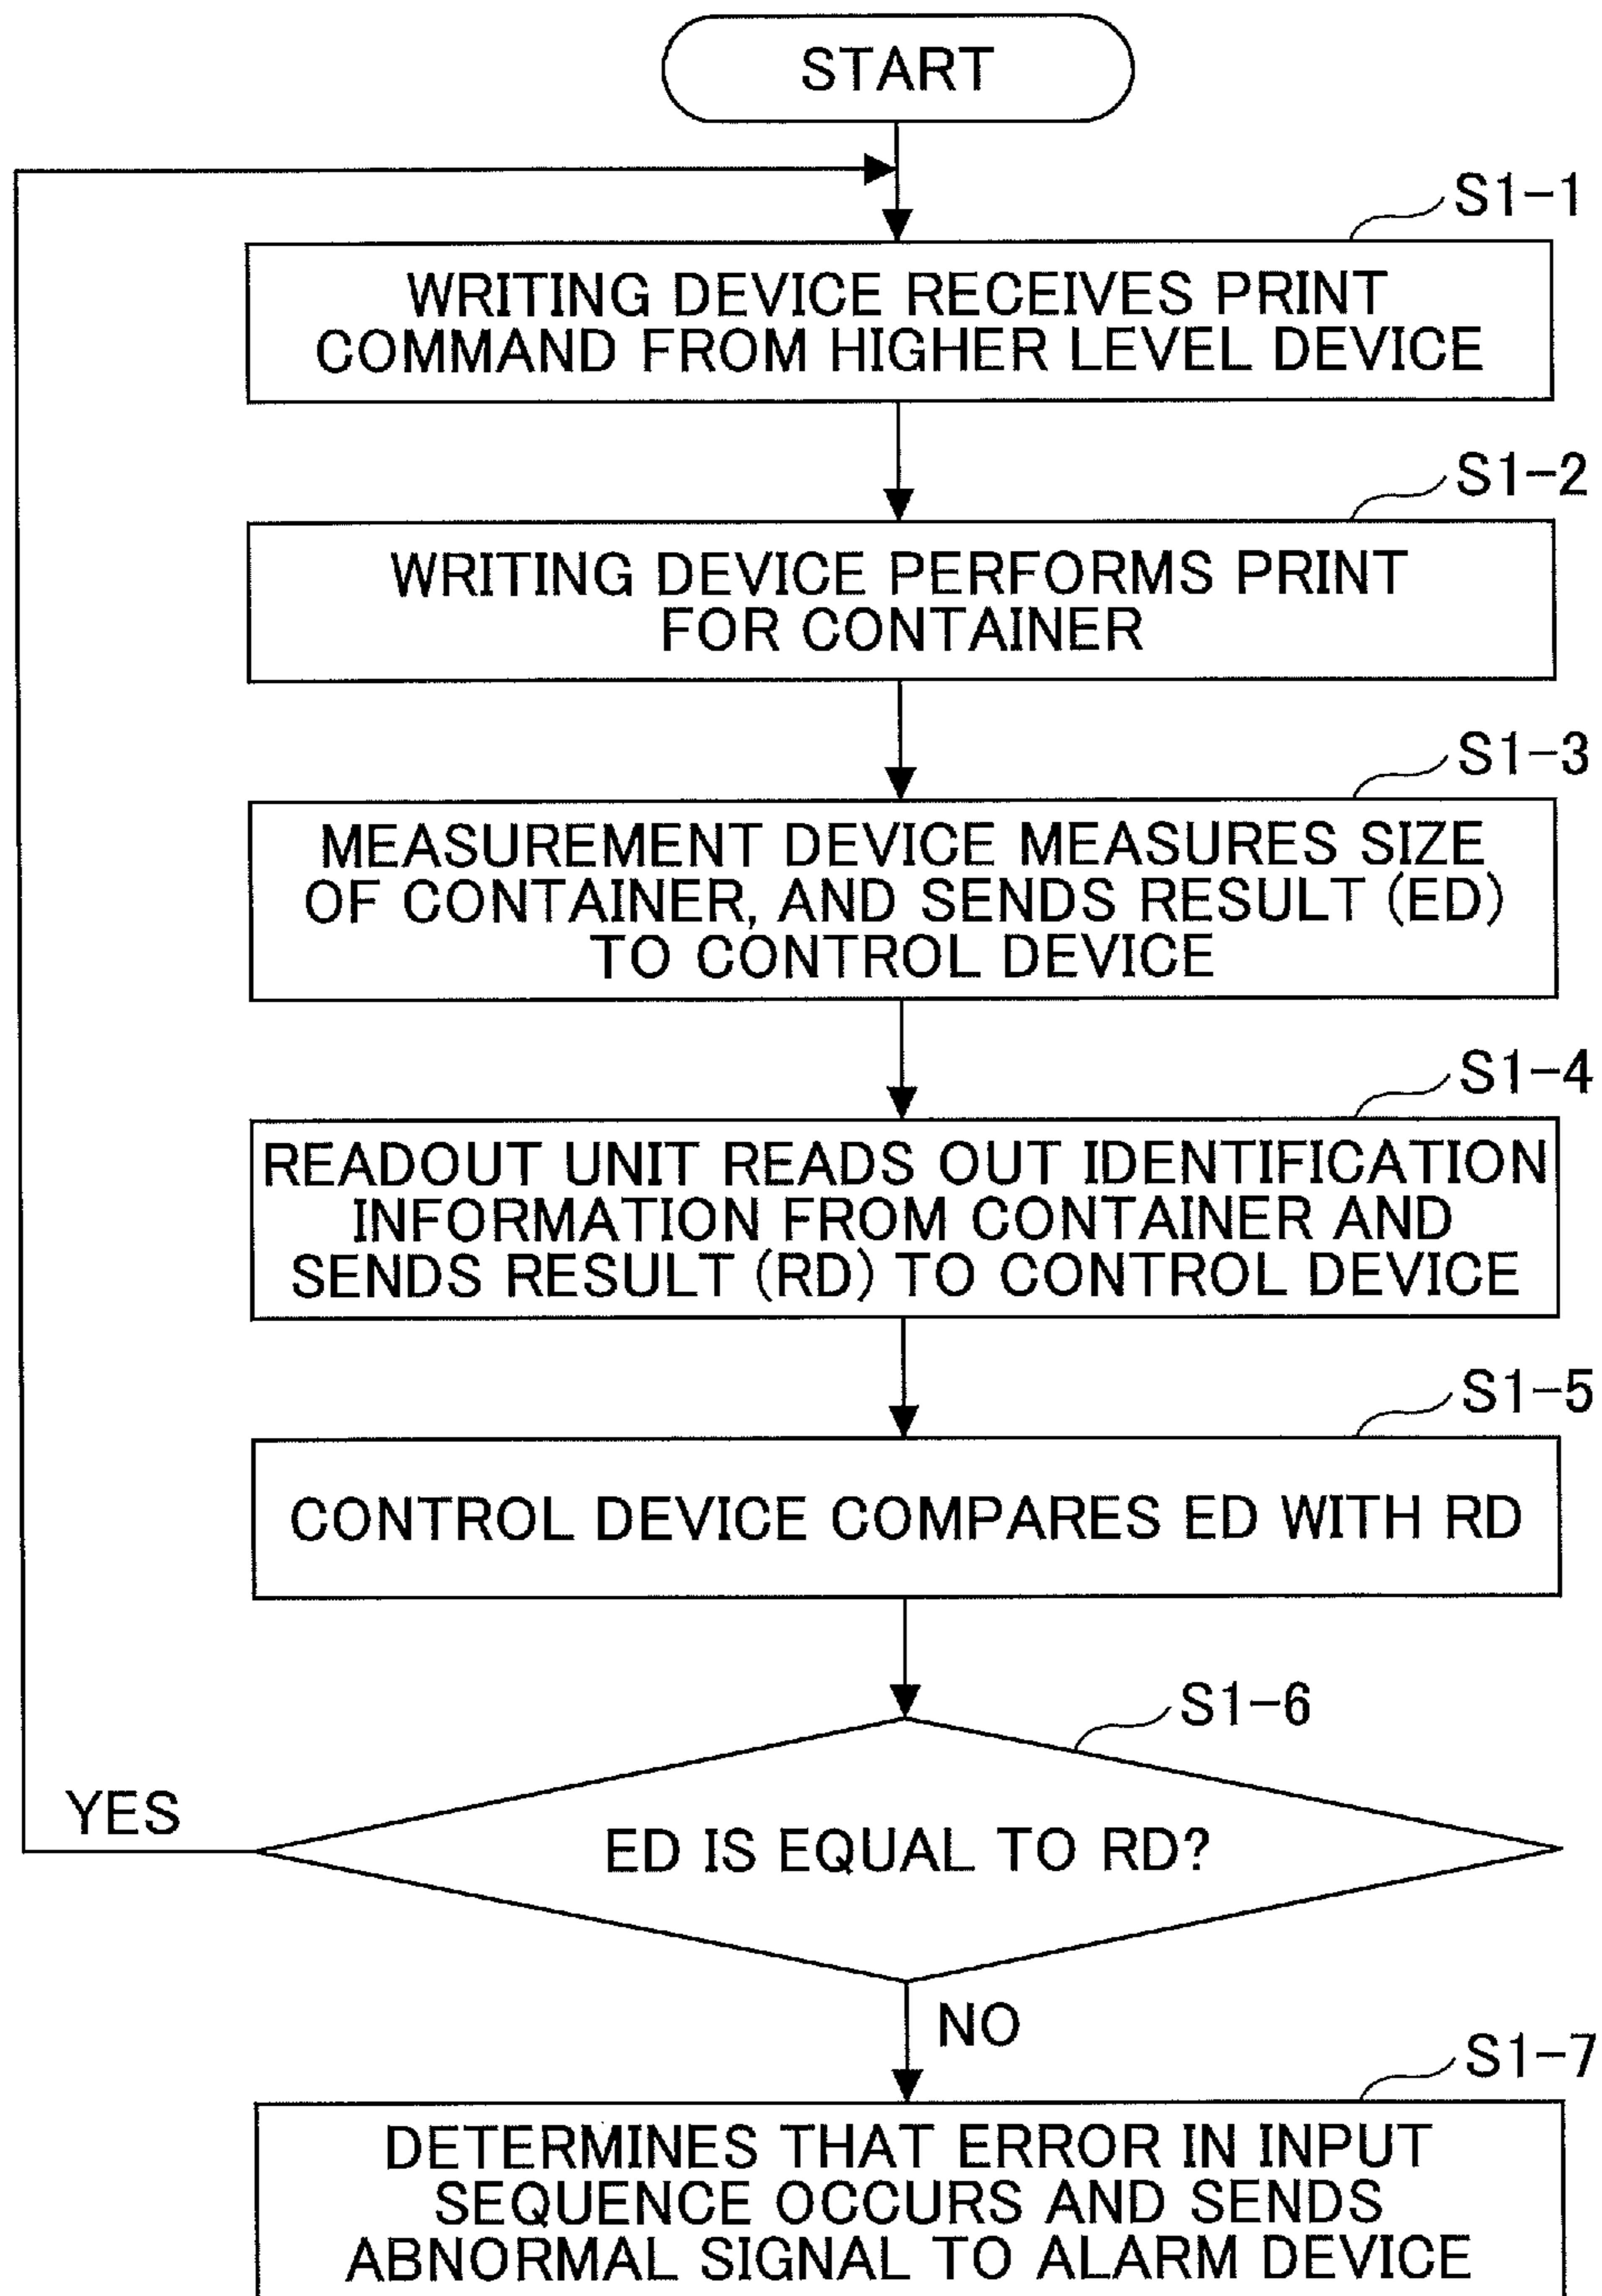 START
S1-1
WRITING DEVICE RECEIVES PRINT
COMMAND FROM HIGHER LEVEL DEVICE
S1-2
WRITING DEVICE PERFORMS PRINT
FOR CONTAINER
S1-3
MEASUREMENT DEVICE MEASURES SIZE
OF CONTAINER, AND SENDS RESULT (ED)
TO CONTROL DEVICE
S1-4
READOUT UNIT READS OUT IDENTIFICATION
INFORMATION FROM CONTAINER AND
SENDS RESULT (RD) TO CONTROL DEVICE
S1-5
CONTROL DEVICE COMPARES ED WITH RD
S1-6
YES
ED IS EQUAL TO RD?
NO
S1-7
DETERMINES THAT ERROR IN INPUT
SEQUENCE OCCURS AND SENDS
ABNORMAL SIGNAL TO ALARM DEVICE